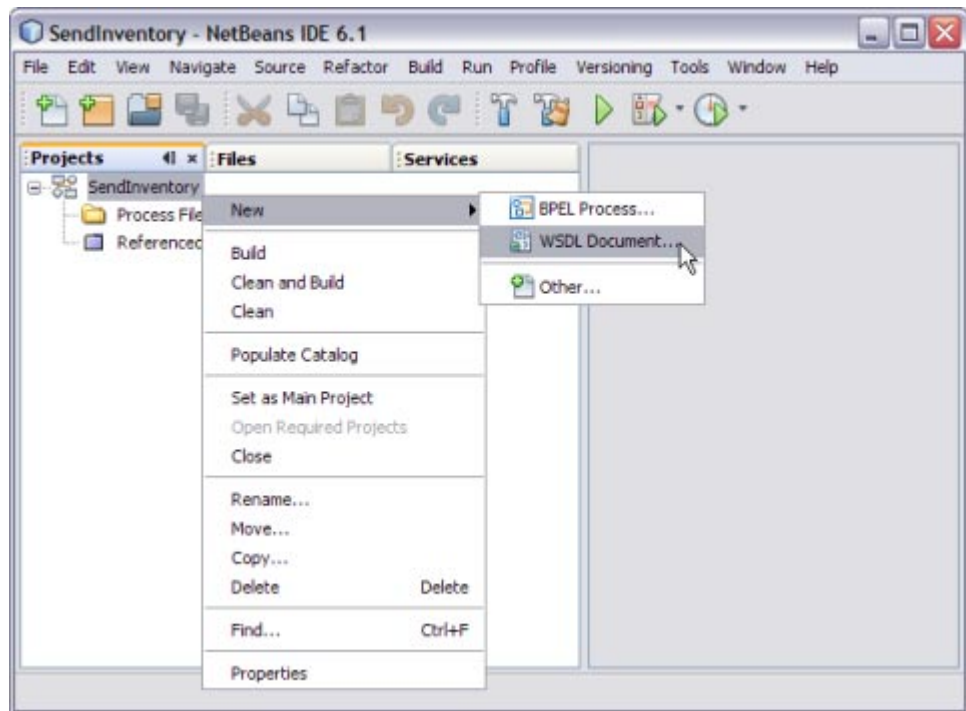 SendInventory - NetBeans IDE 6.1
File Edit View Navigate Source Refactor Build Run Profile Versioning Tools Window Help
Projects Files Services
SendInventory
Process File
Referenced
New
Build
Clean and Build
Clean
Populate Catalog
Set as Main Project
Open Required Projects
Close
Rename...
Move...
Copy...
Delete Delete
Find... Ctrl+F
Properties
BPEL Process...
WSDL Document...
Other...